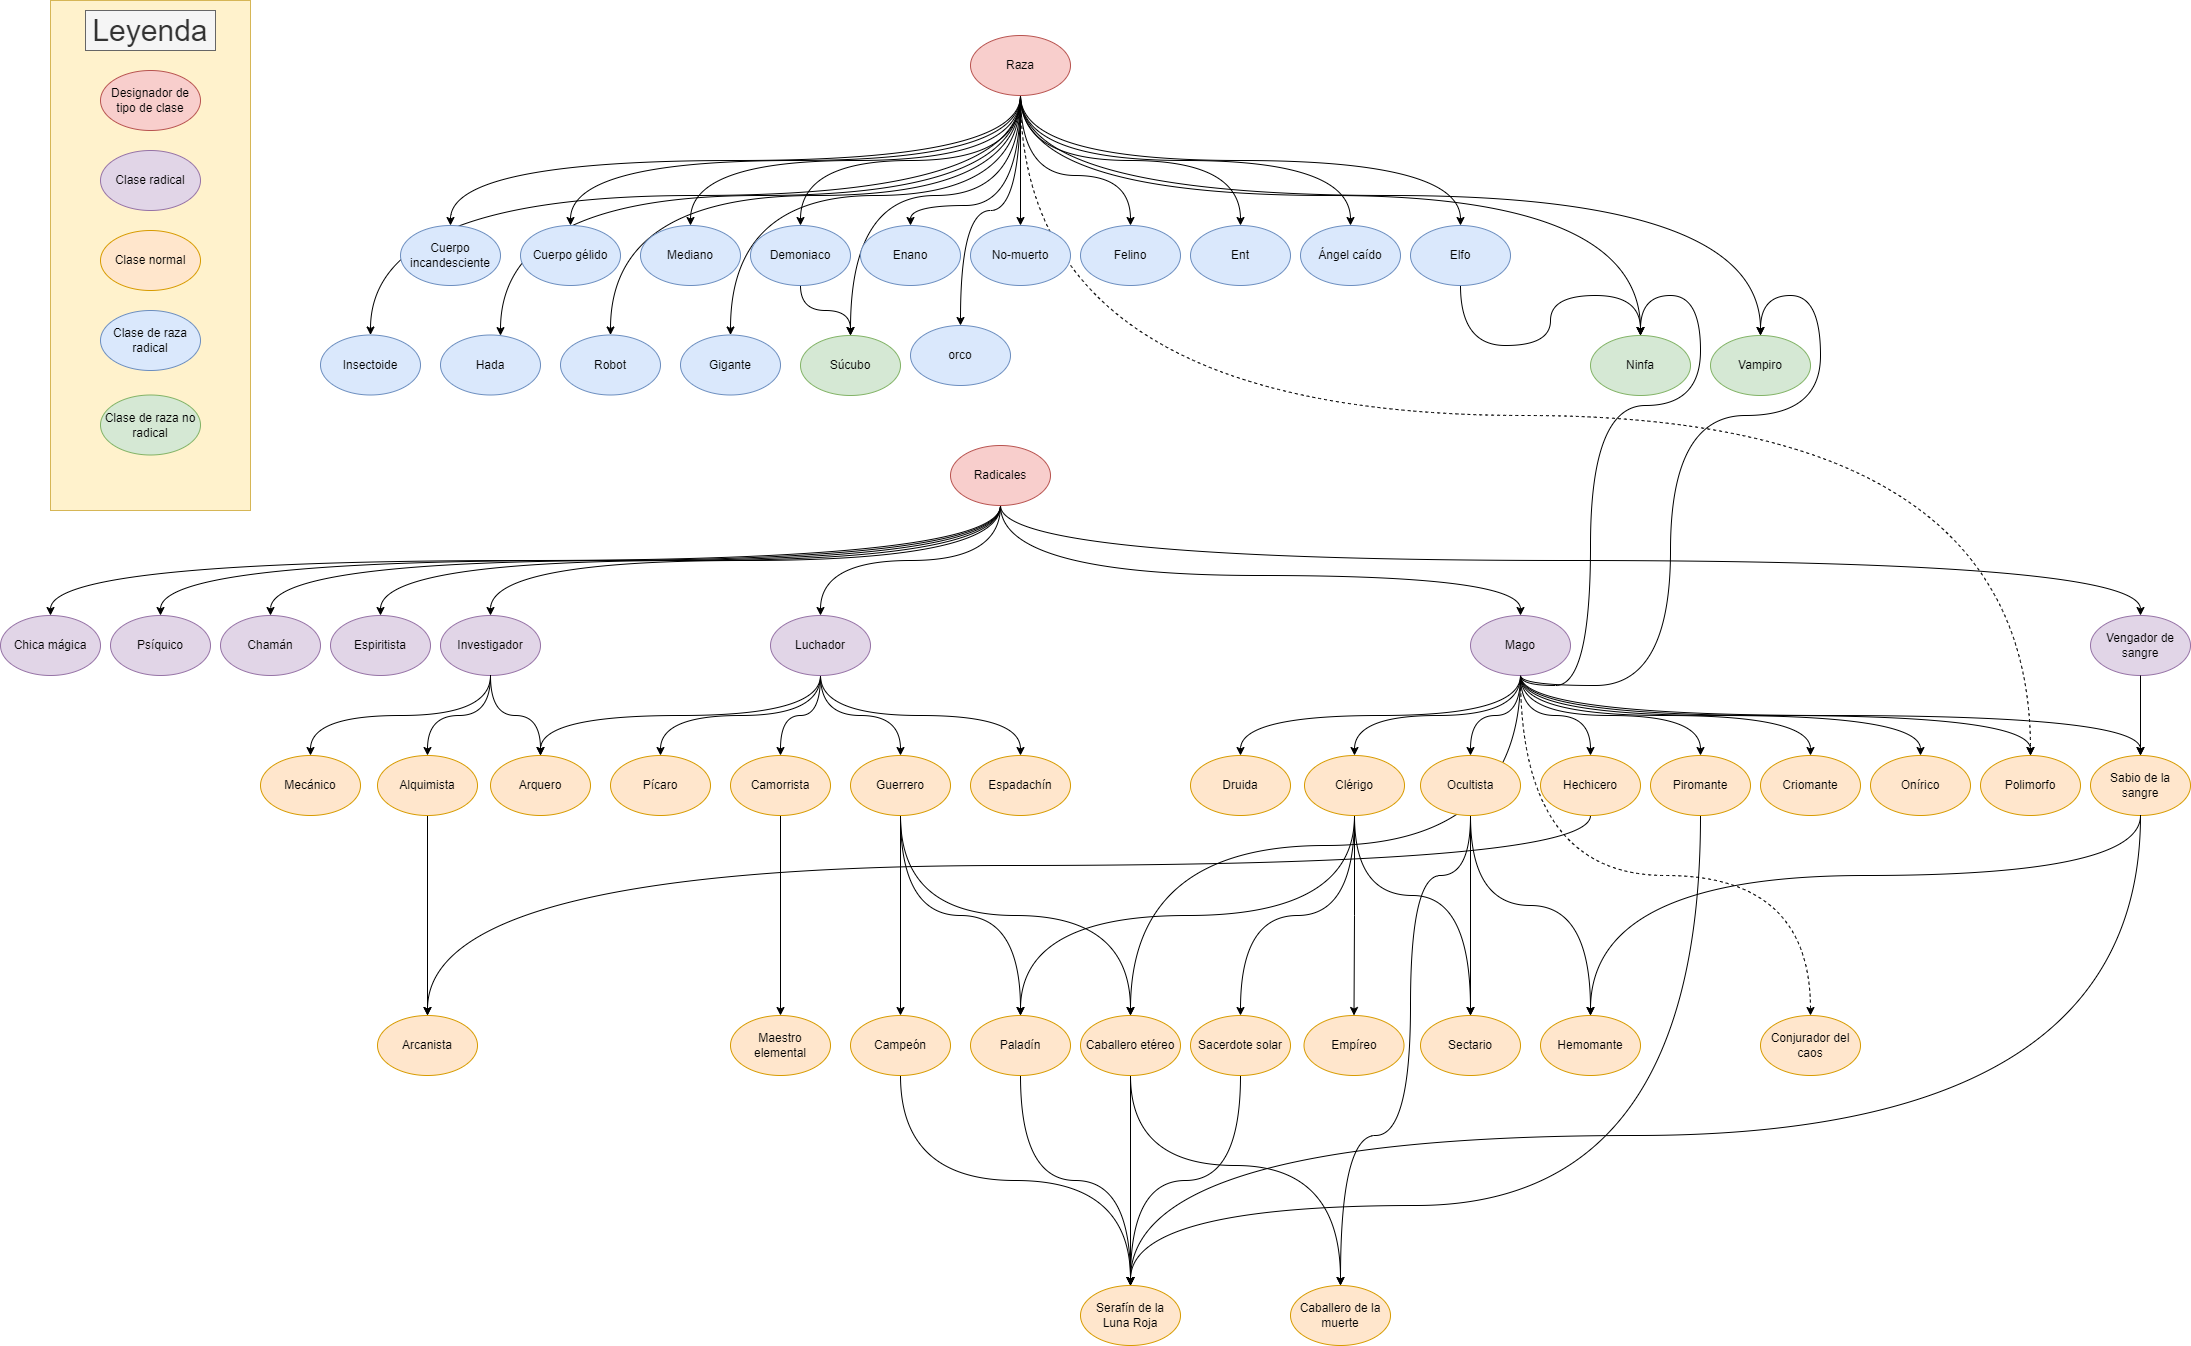 Leyenda
Designador de
tipo de clase
Clase radical
Clase normal
Clase de raza
radical
Clase de raza no
radical
Raza
Cuerpo
incandesciente
Cuerpo gélido
Mediano
Demoniaco
Enano
No-muerto
Felino
Ent
Ángel caído
Elfo
Insectoide
Hada
Robot
Gigante
Súcubo
orco
Ninfa
Vampiro
Radicales
Chica mágica
Psíquico
Chamán
Espiritista
Investigador
Luchador
Mago
Vengador de
sangre
Mecánico
Alquimista
Arquero
Pícaro
Camorrista
Guerrero
Espadachín
Druida
Clérigo
Ocultista
Hechicero
Piromante
Criomante
Onírico
Polimorfo
Sabio de la
sangre
Arcanista
Maestro
elemental
Campeón
Paladín
Caballero etéreo
Sacerdote solar
Empíreo
Sectario
Hemomante
Conjurador del
caos
Serafín de la
Luna Roja
Caballero de la
muerte